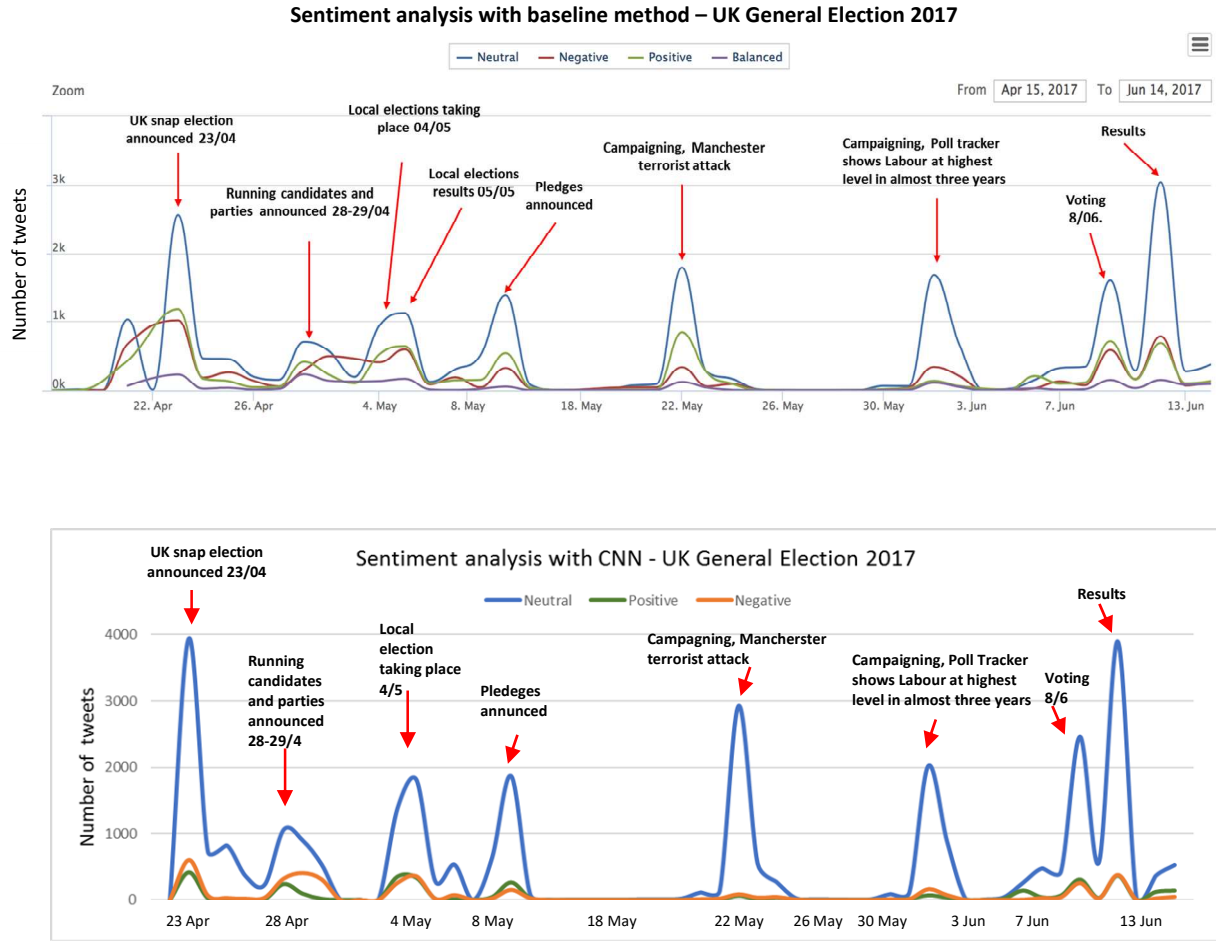 Sentiment analysis with baseline method – UK General Election 2017
Neutral Negative Positive Balanced
Zoom
From Apr 15, 2017 To Jun 14, 2017
UK snap election
announced 23/04
Local elections taking
place 04/05
Running candidates and
parties announced 28-29/04
Local elections
results 05/05
Pledges
announced
Campaigning, Manchester
terrorist attack
Campaigning, Poll tracker
shows Labour at highest
level in almost three years
Voting
8/06.
Results
Number of tweets
3k
2k
1k
0k
22. Apr 26. Apr 4. May 8. May 18. May 22. May 26. May 30. May 3. Jun 7. Jun 13. Jun
Sentiment analysis with CNN - UK General Election 2017
Neutral Positive Negative
UK snap election
announced 23/04
Running
candidates
and parties
announced
28-29/4
Local
election
taking place
4/5
Pledeges
annunced
Campagning, Mancherster
terrorist attack
Campaigning, Poll Tracker
shows Labour at highest
level in almost three years
Voting
8/6
Results
Number of tweets
4000
3000
2000
1000
0
23 Apr 28 Apr 4 May 8 May 18 May 22 May 26 May 30 May 3 Jun 7 Jun 13 Jun